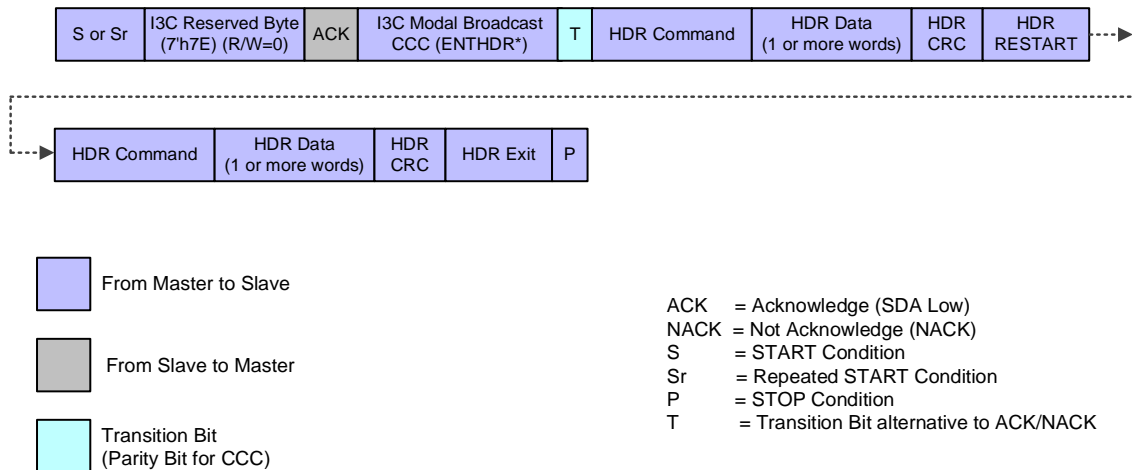 S or Sr
I3C Reserved Byte
(7'h7E) (R/W=0)
ACK
I3C Modal Broadcast
CCC (ENTHDR*)
T
HDR Command
HDR Data
(1 or more words)
HDR
CRC
HDR
RESTART
HDR Command
HDR Data
(1 or more words)
HDR
CRC
HDR Exit
P
From Master to Slave
From Slave to Master
Transition Bit
(Parity Bit for CCC)
ACK = Acknowledge (SDA Low)
NACK = Not Acknowledge (NACK)
S = START Condition
Sr = Repeated START Condition
P = STOP Condition
T = Transition Bit alternative to ACK/NACK